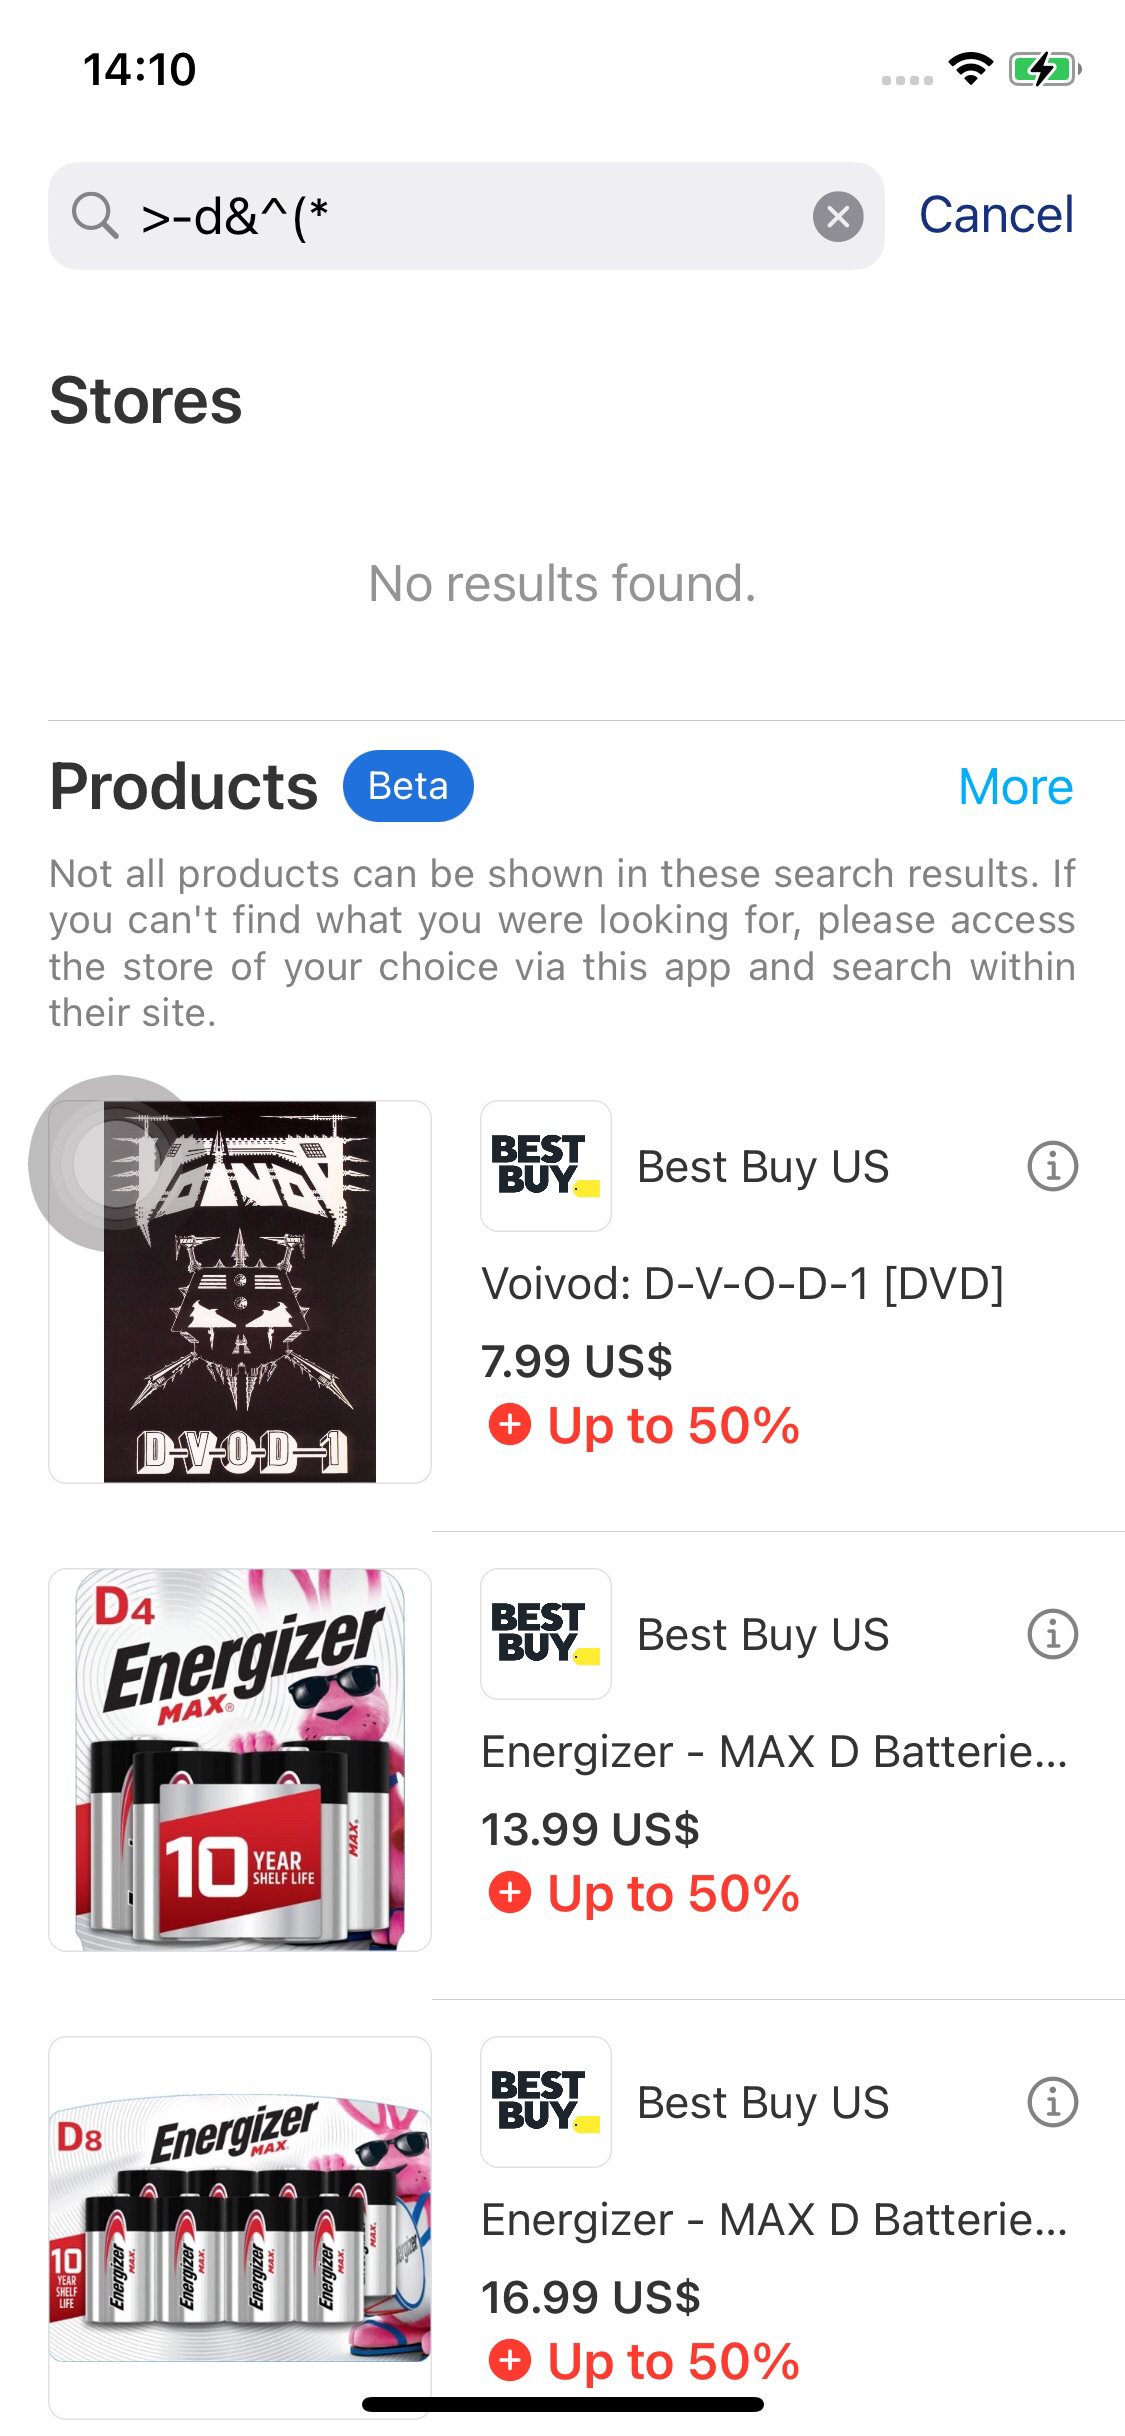 14:10
>-d&^(*
Cancel
Stores
No results found.
Products
Beta
More
Not all products can be shown in these search results. If
you can't find what you were looking for, please access
the store of your choice via this app and search within
their site.
VOIVOD
D-V-O-D-1
BEST
BUY
Best Buy US
Voivod: D-V-O-D-1 [DVD]
7.99 US$
Up to 50%
D4
Energizer
MAX®
10 YEAR
SHELF LIFE
MAX®
BEST
BUY
Best Buy US
Energizer - MAX D Batterie...
13.99 US$
Up to 50%
D8
Energizer
MAX
10
YEAR
SHELF
LIFE
Energizer MAX
Energizer MAX
Energizer MAX
Energizer MAX
MAX
BEST
BUY
Best Buy US
Energizer - MAX D Batterie...
16.99 US$
Up to 50%